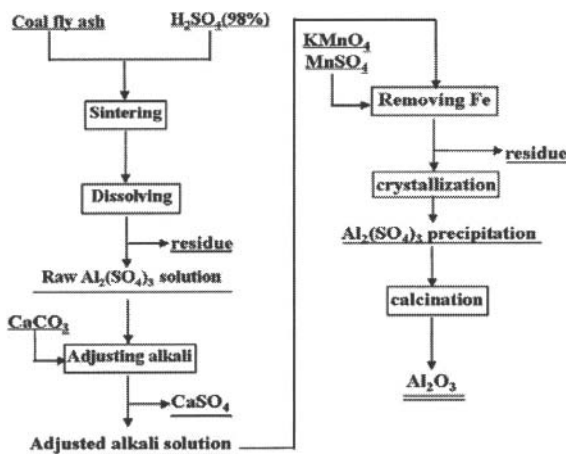 Coal fly ash
H₂SO₄(98%)
Sintering
Dissolving
residue
Raw Al₂(SO₄)₃ solution
CaCO₃
Adjusting alkali
CaSO₄
Adjusted alkali solution
KMnO₄
MnSO₄
Removing Fe
residue
crystallization
Al₂(SO₄)₃ precipitation
calcination
Al₂O₃